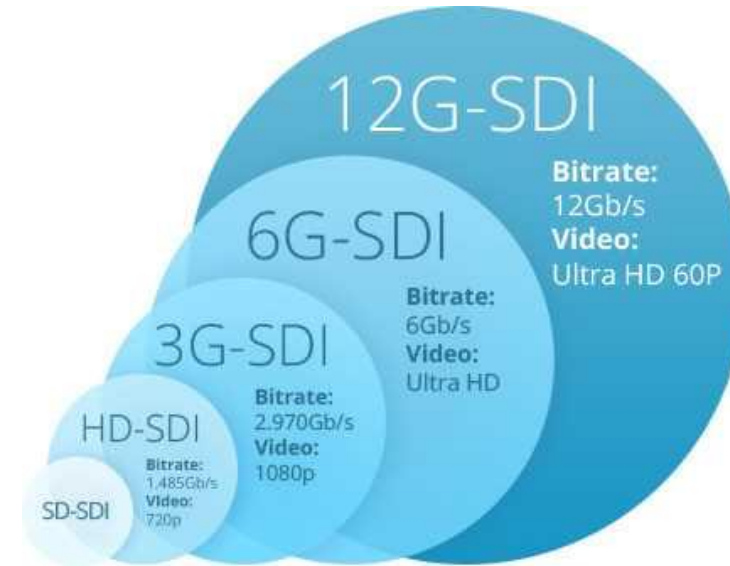 12G-SDI
Bitrate:
12Gb/s
Video:
Ultra HD 60P
6G-SDI
Bitrate:
6Gb/s
Video:
Ultra HD
3G-SDI
Bitrate:
2.970Gb/s
Video:
1080p
HD-SDI
Bitrate:
1.485Gb/s
Video:
720p
SD-SDI